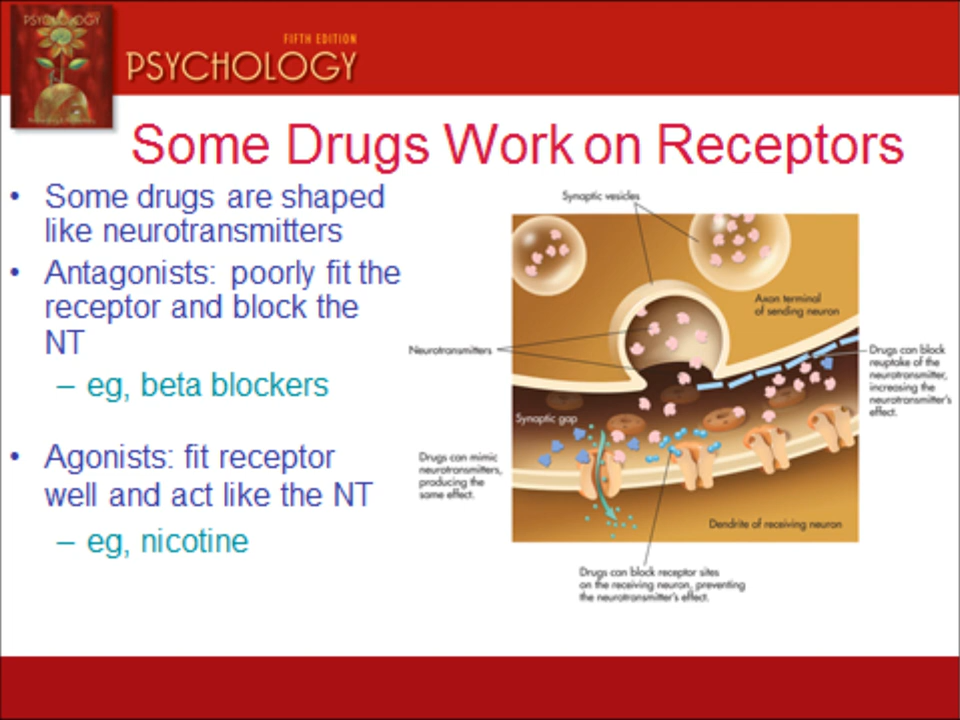 PSYCHOLOGY
FIFTH EDITION
PSYCHOLOGY
Some Drugs Work on Receptors
• Some drugs are shaped
like neurotransmitters
• Antagonists: poorly fit the
receptor and block the
NT
– eg, beta blockers
• Agonists: fit receptor
well and act like the NT
– eg, nicotine
Synaptic vesicles
Axon terminal
of sending neuron
Neurotransmitters
Drugs can block
reuptake of the
neurotransmitter,
increasing the
neurotransmitter's
effect.
Synaptic gap
Drugs can mimic
neurotransmitters,
producing the
same effect.
Dendrite of receiving neuron
Drugs can block receptor sites
on the receiving neuron, preventing
the neurotransmitter's effect.